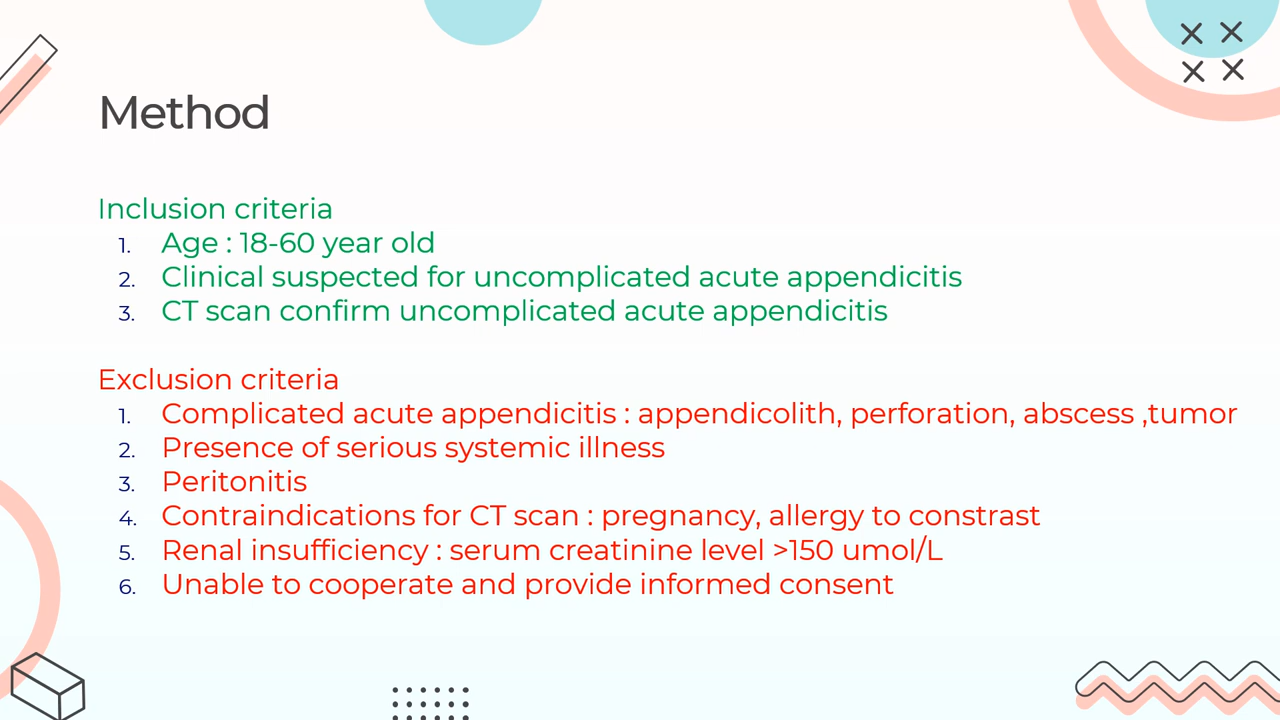 Method
Inclusion criteria
1. Age : 18-60 year old
2. Clinical suspected for uncomplicated acute appendicitis
3. CT scan confirm uncomplicated acute appendicitis
Exclusion criteria
1. Complicated acute appendicitis : appendicolith, perforation, abscess ,tumor
2. Presence of serious systemic illness
3. Peritonitis
4. Contraindications for CT scan : pregnancy, allergy to constrast
5. Renal insufficiency : serum creatinine level >150 umol/L
6. Unable to cooperate and provide informed consent